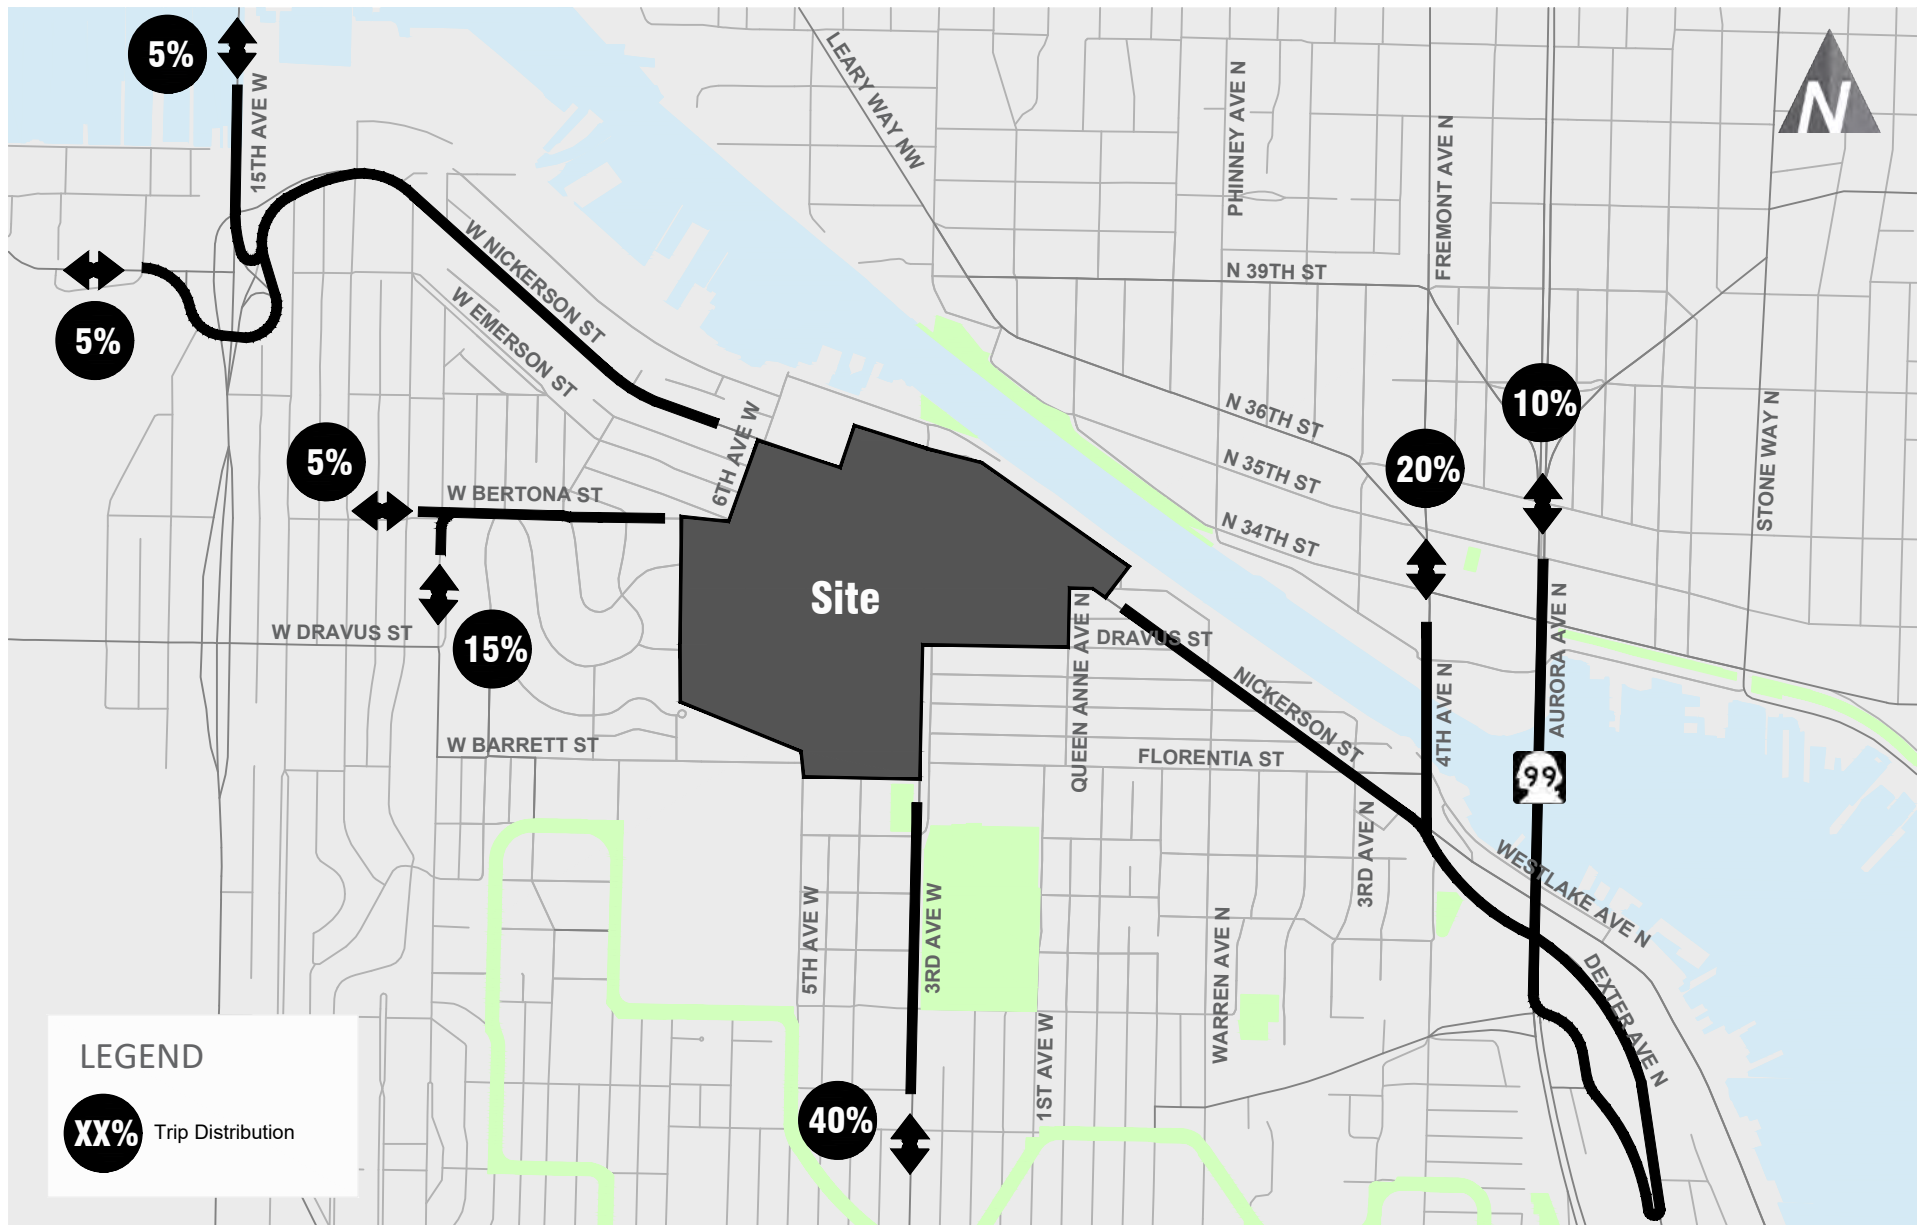 5%
15TH AVE W
LEARY WAY NW
PHINNEY AVE N
FREMONT AVE N
N
5%
W NICKERSON ST
W EMERSON ST
N 39TH ST
N 36TH ST
N 35TH ST
N 34TH ST
10%
20%
STONE WAY N
5%
W BERTONA ST
6TH AVE W
Site
W DRAVUS ST
15%
QUEEN ANNE AVE N
DRAVUS ST
NICKERSON ST
4TH AVE N
AURORA AVE N
W BARRETT ST
FLORENTIA ST
99
3RD AVE N
WESTLAKE AVE N
5TH AVE W
3RD AVE W
WARREN AVE N
DEXTER AVE N
1ST AVE W
40%
LEGEND
XX%
Trip Distribution